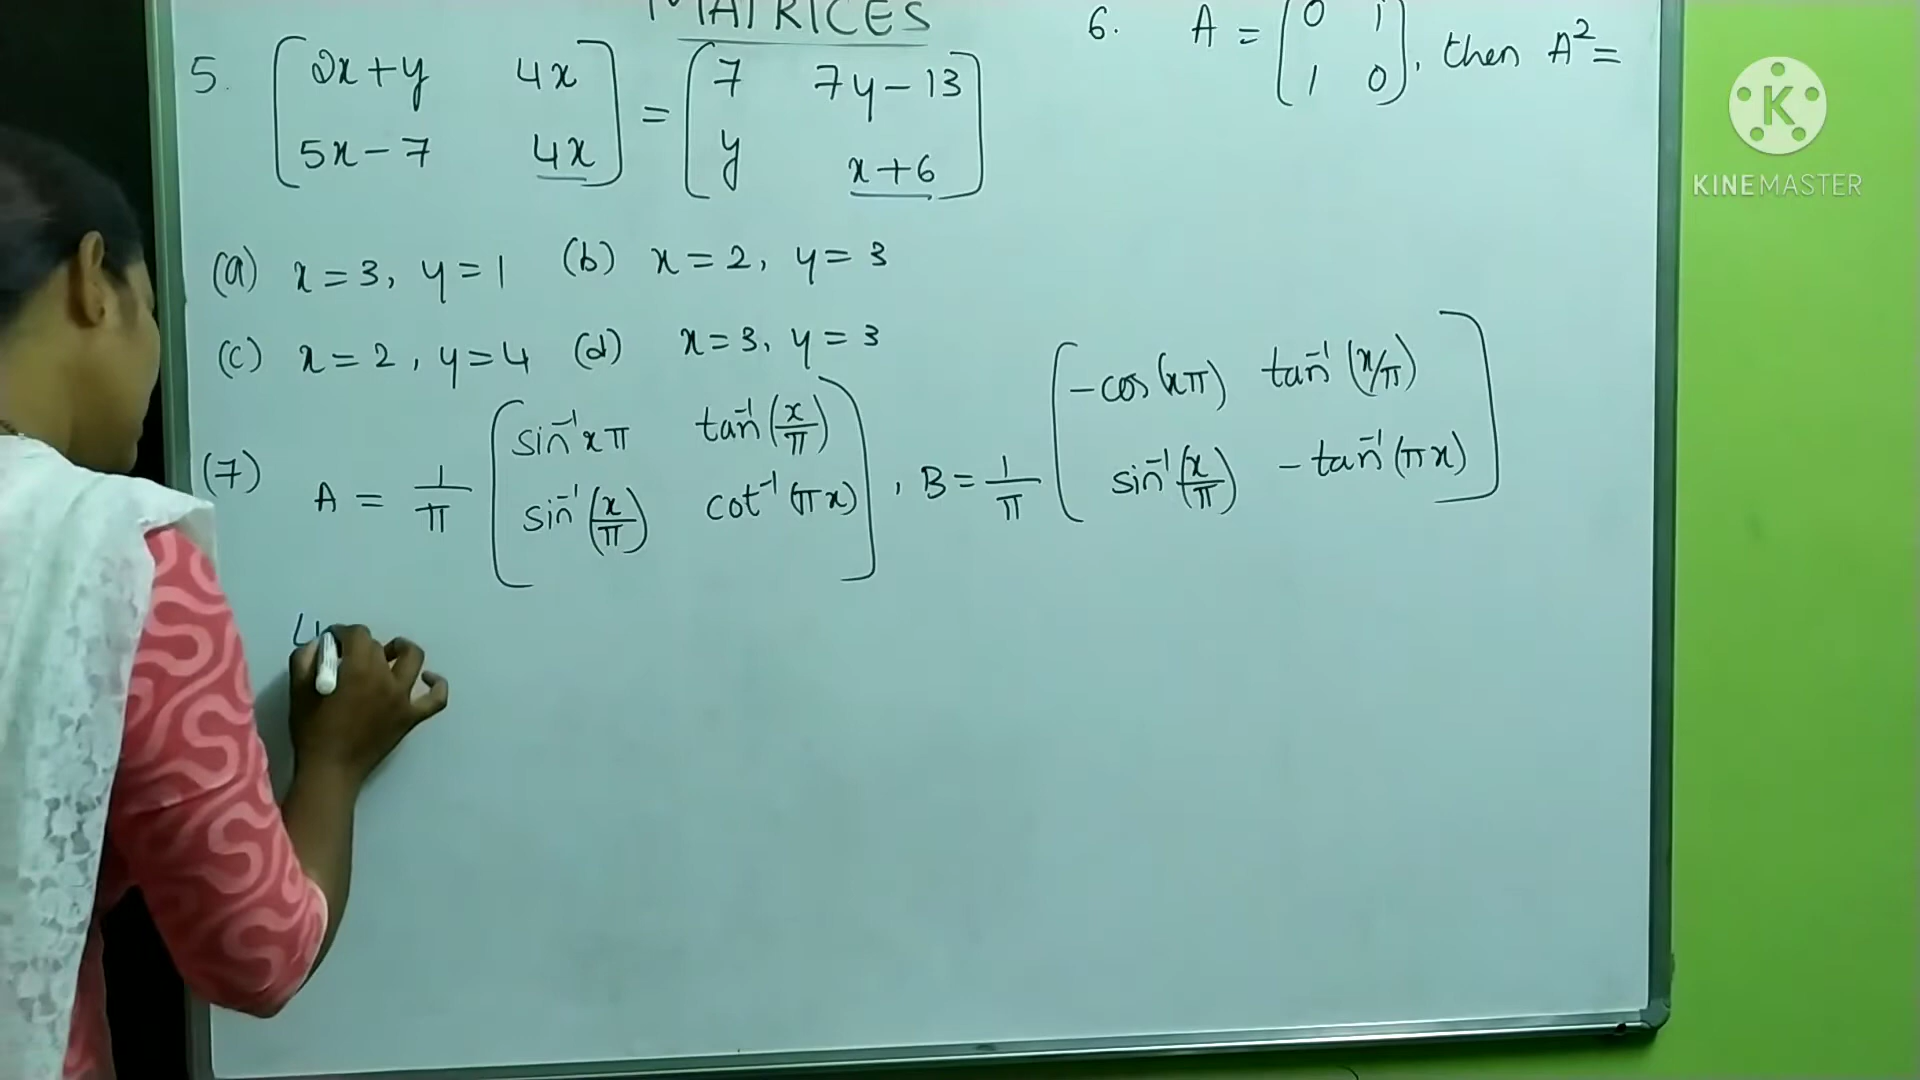 MATRICES
5. [2x+y 4x] = [7 7y-13]
[5x-7 4x] [y x+6]
6. A = (0 1), then A²=
(1 0)
(a) x=3, y=1 (b) x=2, y=3
(c) x=2, y=4 (d) x=3, y=3
(7) A = 1/π [sin⁻¹xπ tan⁻¹(x/π)], B = 1/π [-cos(xπ) tan⁻¹(x/π)]
[sin⁻¹(x/π) cot⁻¹(πx)] [sin⁻¹(x/π) -tan⁻¹(πx)]
KINEMASTER